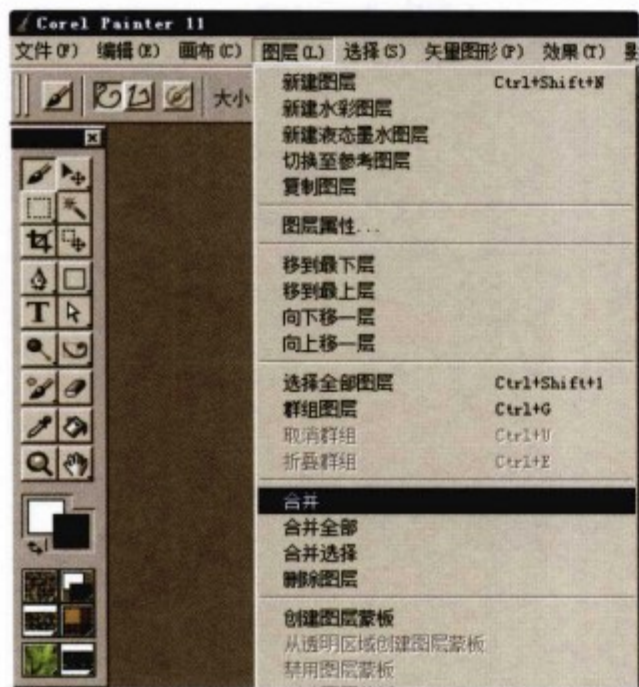 Corel Painter 11
文件(F) 编辑(E) 画布(C) 图层(L) 选择(S) 矢量图形(P) 效果(T)
大小
新建图层 Ctrl+Shift+N
新建水彩图层
新建液态墨水图层
切换至参考图层
复制图层
图层属性...
移到最下层
移到最上层
向下移一层
向上移一层
选择全部图层 Ctrl+Shift+1
群组图层 Ctrl+G
取消群组 Ctrl+U
折叠群组 Ctrl+E
合并
合并全部
合并选择
删除图层
创建图层蒙板
从透明区域创建图层蒙板
禁用图层蒙板
T